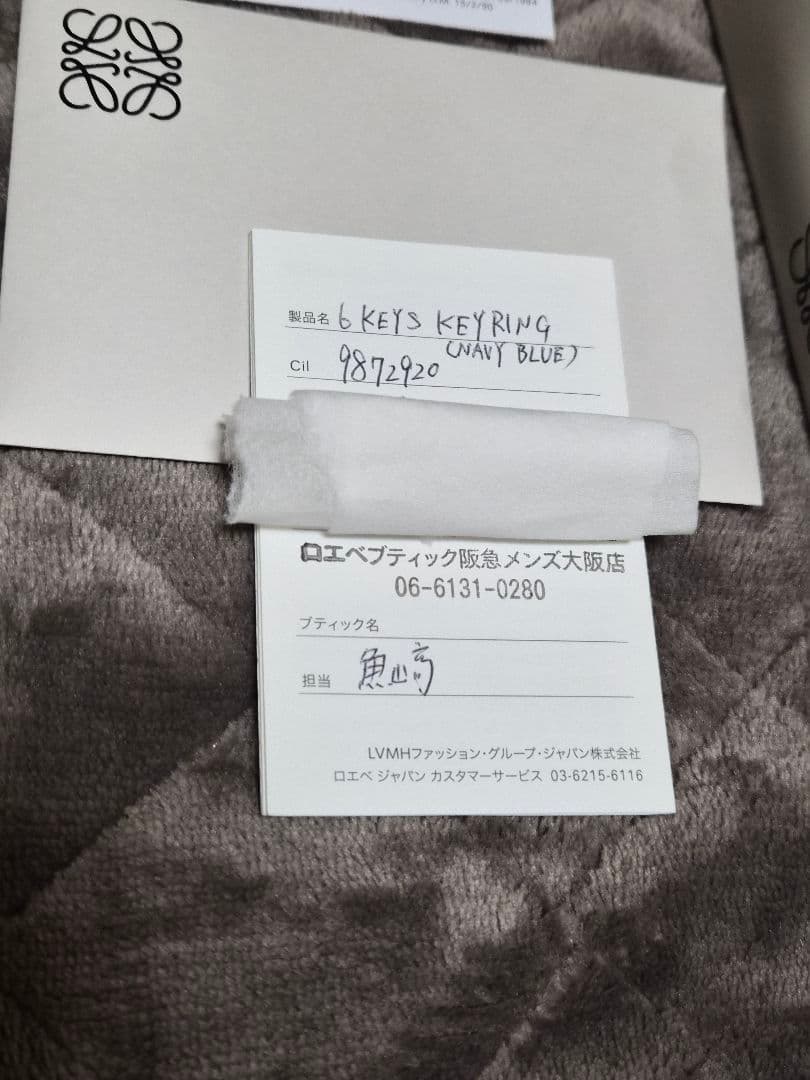 製品名 6 KEYS KEYRING
(NAVY BLUE)
Cil 9872920
ロエベブティック阪急メンズ大阪店
06-6131-0280
ブティック名
担当 魚崎
LVMHファッション・グループ・ジャパン株式会社
ロエベ ジャパン カスタマーサービス 03-6215-6116